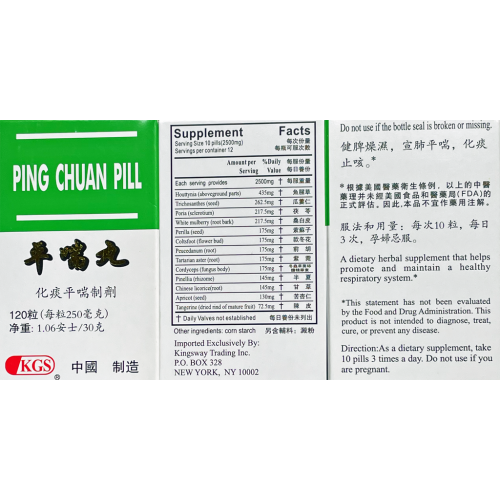 PING CHUAN PILL
平喘丸
化痰平喘制劑
120粒(每粒250毫克)
净重: 1.06安士/30克
KGS
®
中國 制造
Supplement Facts
Serving Size 10 pills(2500mg) 每次份量
Servings per container 12 每瓶可服次數
Amount per Serving %Daily Value 每服份量 每日養份
Each serving provides 2500mg † 每服重量
Houttynia (aboveground parts) 435mg † 魚腥草
Trichosanthes (seed) 262.5mg † 瓜蔞仁
Poria (sclerotium) 217.5mg † 茯苓
White mulberry (root bark) 217.5mg † 桑白皮
Perilla (seed) 175mg † 紫蘇子
Coltsfoot (flower bud) 175mg † 款冬花
Peucedanum (root) 175mg † 前胡
Tartarian aster (root) 175mg † 紫菀
Cordyceps (fungus body) 175mg †
Pinellia (rhizome) 145mg † 半夏
Chinese licorice(root) 145mg † 甘草
Apricot (seed) 130mg † 苦杏仁
Tangerine (dried rind of mature fruit) 72.5mg † 陳皮
† Daily Valves not established 每日養份未列出
Other ingredients: corn starch 另含輔料: 澱粉
Imported Exclusively By:
Kingsway Trading Inc.
P.O. BOX 328
NEW YORK, NY 10002
Do not use if the bottle seal is broken or missing.
健脾燥濕, 宣肺平喘, 化痰
止咳。*
*根據美國醫藥衛生條例, 以上的中醫
藥理并未經美國食品和醫藥局(FDA)的
正式評估。因此, 本品不宜作藥用注解。
服法和用量: 每次10粒, 每日
3次, 孕婦忌服。
A dietary herbal supplement that helps
promote and maintain a healthy
respiratory system.*
*This statement has not been evaluated
by the Food and Drug Administration. This
product is not intended to diagnose, treat,
cure, or prevent any disease.
Direction:As a dietary supplement, take
10 pills 3 times a day. Do not use if you
are pregnant.